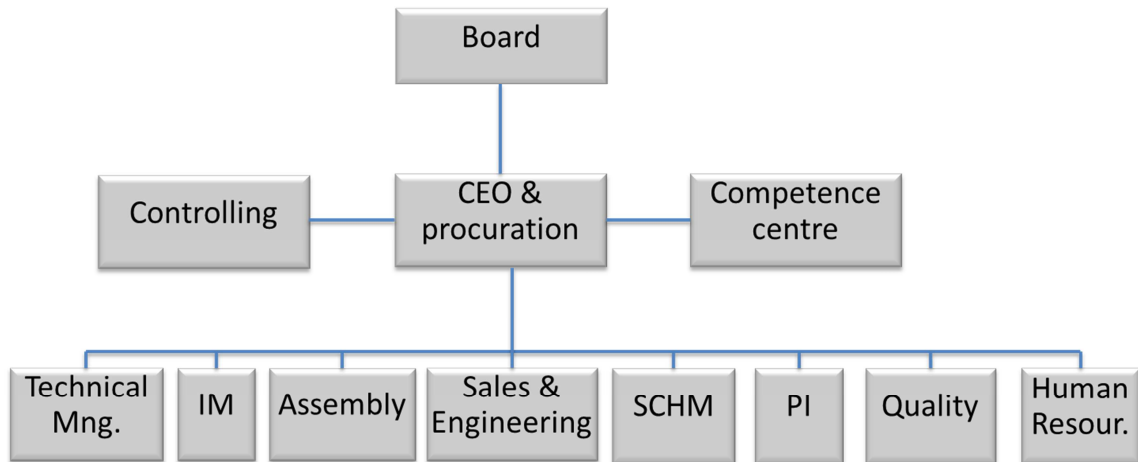 Board
Controlling
CEO &
procuration
Competence
centre
Technical
Mng.
IM
Assembly
Sales &
Engineering
SCHM
PI
Quality
Human
Resour.